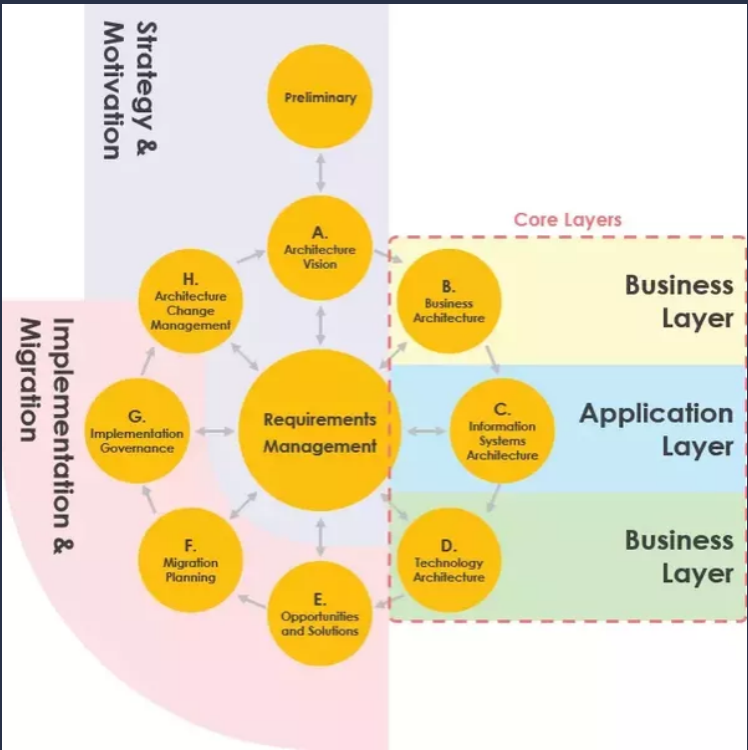 Strategy &
Motivation
Preliminary
A.
Architecture
Vision
Core Layers
H.
Architecture
Change
Management
B.
Business
Architecture
Business
Layer
Implementation &
Migration
G.
Implementation
Governance
Requirements
Management
C.
Information
Systems
Architecture
Application
Layer
F.
Migration
Planning
E.
Opportunities
and Solutions
D.
Technology
Architecture
Business
Layer